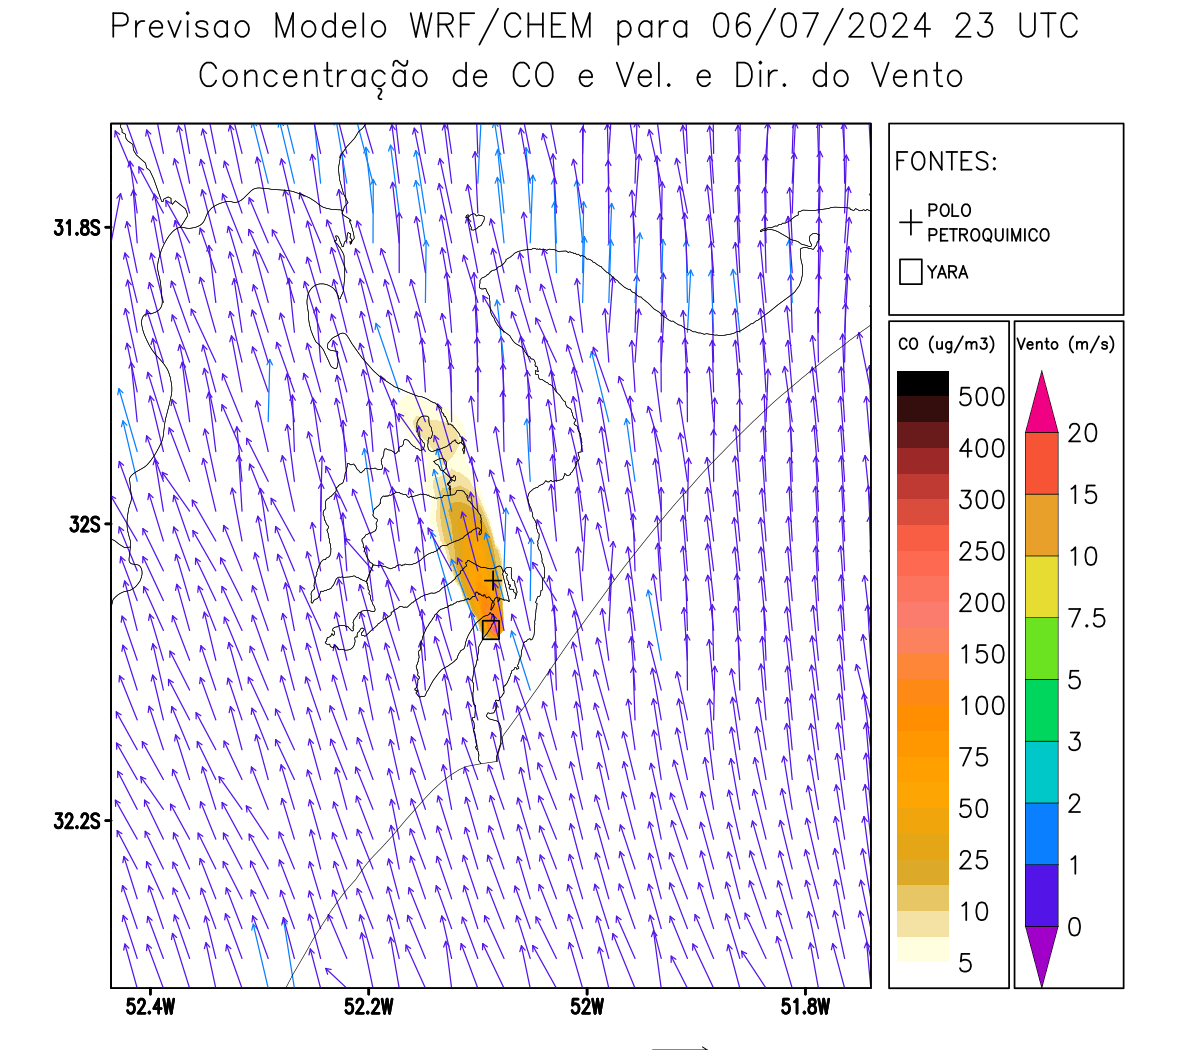 Previsao Modelo WRF/CHEM para 06/07/2024 23 UTC
Concentração de CO e Vel. e Dir. do Vento
FONTES:
POLO
PETROQUIMICO
YARA
CO (ug/m3)
500
400
300
250
200
150
100
75
50
25
10
5
Vento (m/s)
20
15
10
7.5
5
3
2
1
0
31.8S
32S
32.2S
52.4W
52.2W
52W
51.8W